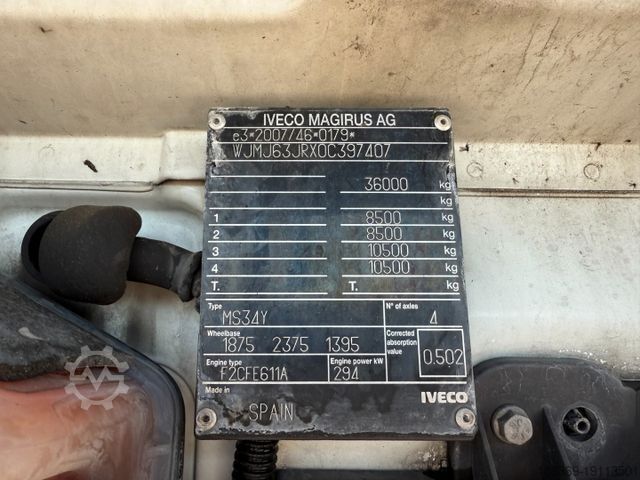 IVECO MAGIRUS AG
e3*2007/46*0179*
WJMJ63JRX0C397407
36000 kg
kg
1 8500 kg
2 8500 kg
3 10500 kg
4 10500 kg
T. T. kg
Type N° of axles
MS34Y 4
Wheelbase Corrected absorption value
1875 2375 1395 0.502
Engine type Engine power kW
F2CFE611A 294
Made in IVECO
SPAIN